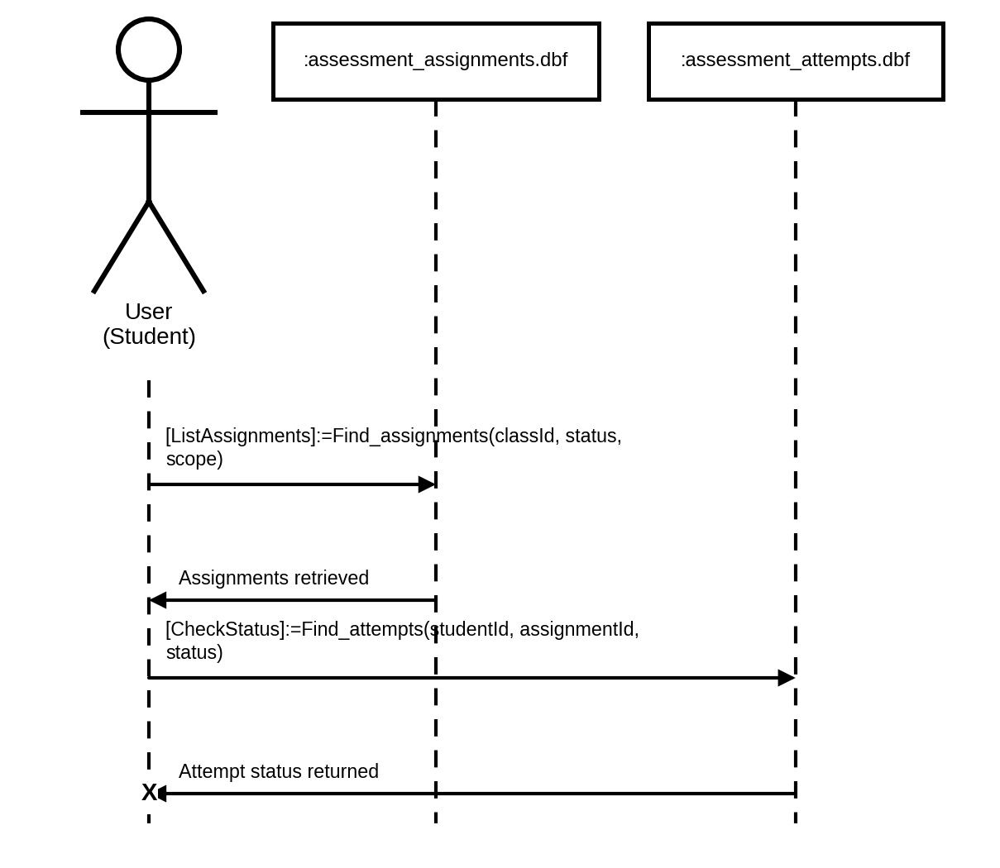 :assessment_assignments.dbf
:assessment_attempts.dbf
User
(Student)
[ListAssignments]:=Find_assignments(classId, status,
scope)
Assignments retrieved
[CheckStatus]:=Find_attempts(studentId, assignmentId,
status)
Attempt status returned
X